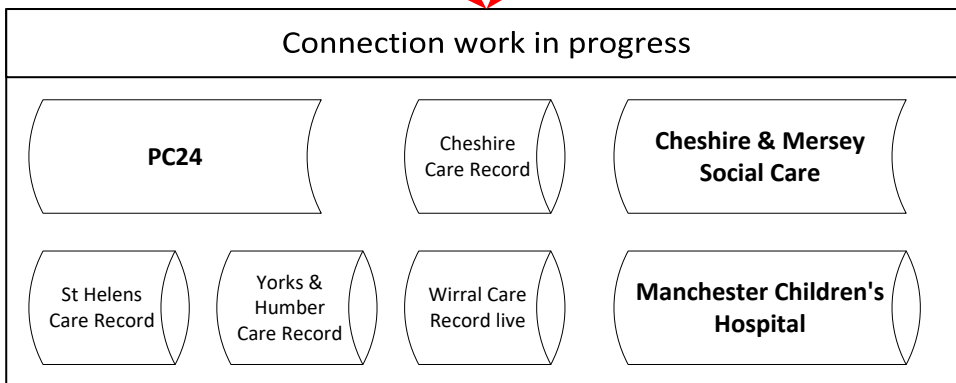 Connection work in progress
PC24
Cheshire
Care Record
Cheshire & Mersey
Social Care
St Helens
Care Record
Yorks &
Humber
Care Record
Wirral Care
Record live
Manchester Children's
Hospital